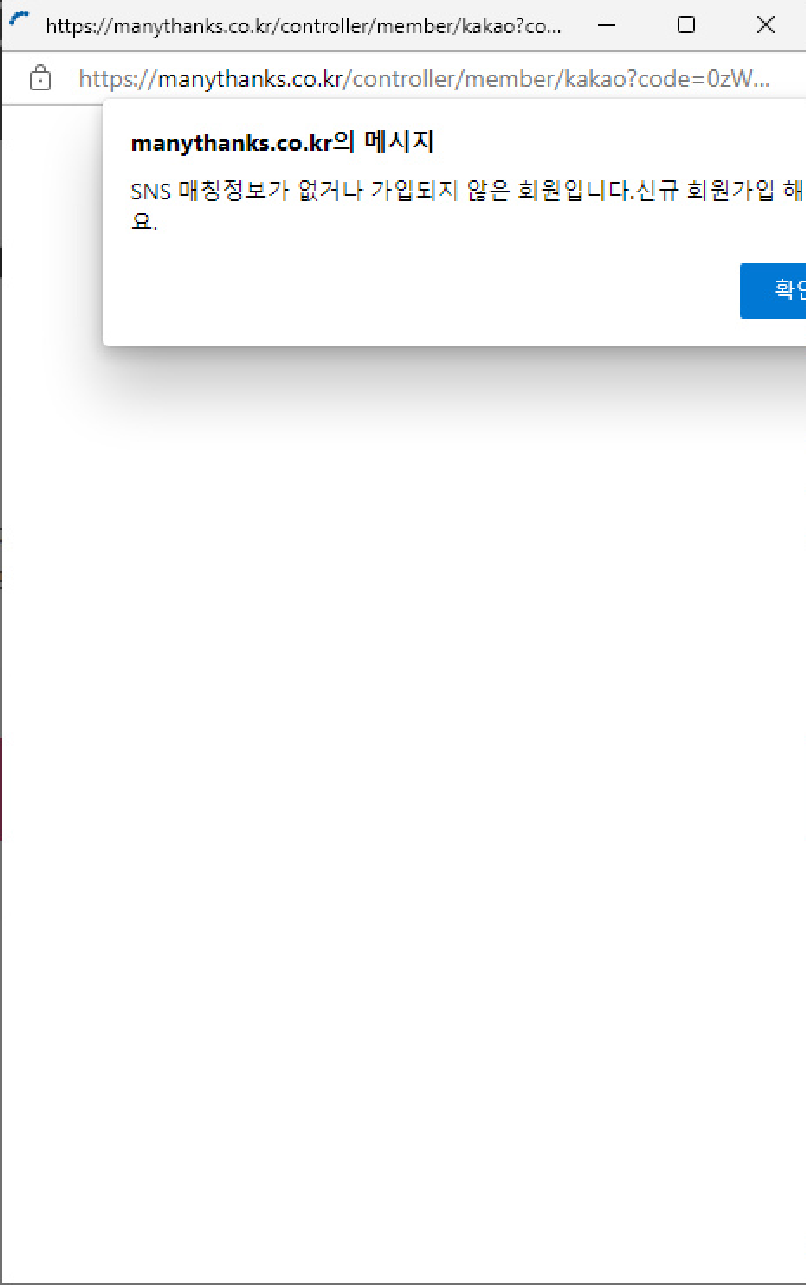 https://manythanks.co.kr/controller/member/kakao?co...
https://manythanks.co.kr/controller/member/kakao?code=0zW...
manythanks.co.kr의 메시지
SNS 매칭정보가 없거나 가입되지 않은 회원입니다.신규 회원가입 해
요.